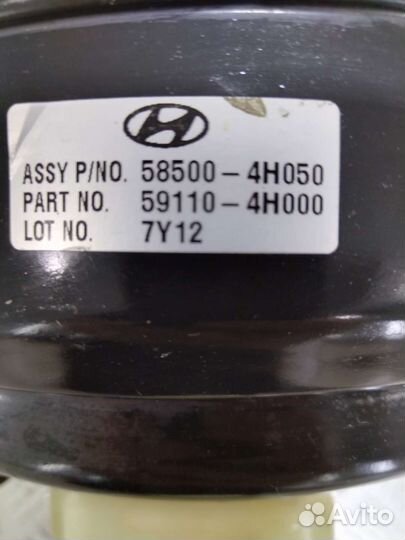 ASSY P/NO. 58500-4H050
PART NO. 59110-4H000
LOT NO. 7Y12
Avito